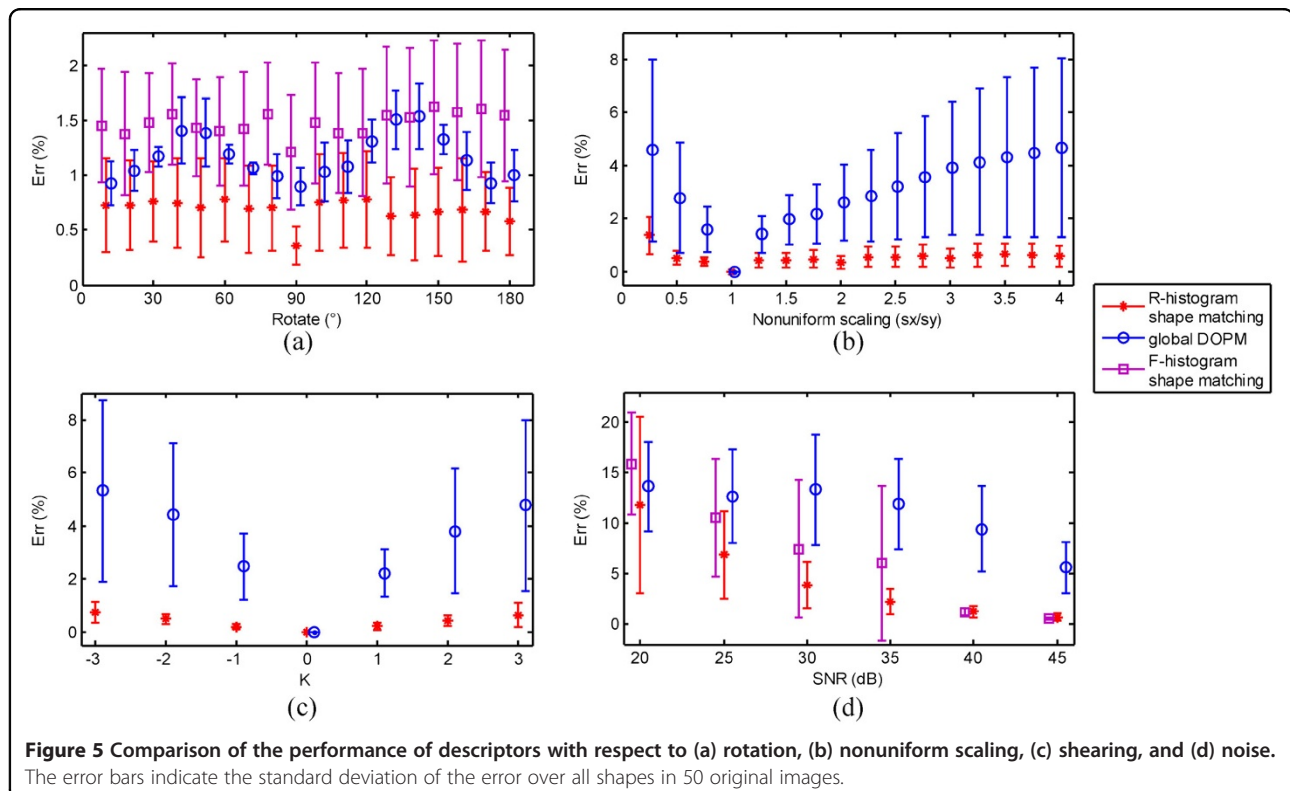 2
1.5
1
0.5
0
Err (%)
0 30 60 90 120 150 180
Rotate (°)
(a)
8
6
4
2
0
Err (%)
0 0.5 1 1.5 2 2.5 3 3.5 4
Nonuniform scaling (sx/sy)
(b)
R-histogram
shape matching
global DOPM
F-histogram
shape matching
8
6
4
2
0
Err (%)
-3 -2 -1 0 1 2 3
K
(c)
20
15
10
5
0
Err (%)
20 25 30 35 40 45
SNR (dB)
(d)
Figure 5 Comparison of the performance of descriptors with respect to (a) rotation, (b) nonuniform scaling, (c) shearing, and (d) noise.
The error bars indicate the standard deviation of the error over all shapes in 50 original images.